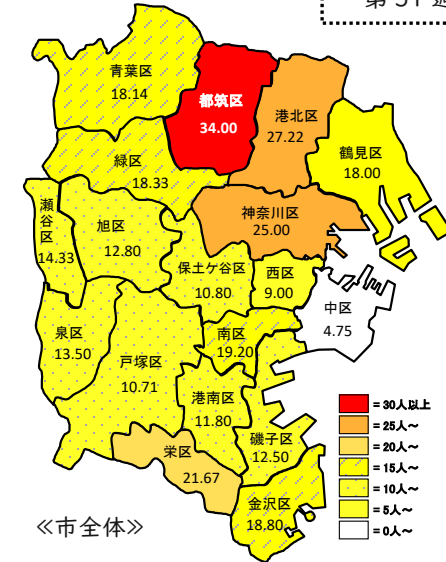 第 51 週
青葉区
18.14
都筑区
34.00
港北区
27.22
鶴見区
18.00
緑区
18.33
神奈川区
25.00
瀬谷区
14.33
旭区
12.80
保土ケ谷区
10.80
西区
9.00
中区
4.75
泉区
13.50
戸塚区
10.71
南区
19.20
港南区
11.80
磯子区
12.50
栄区
21.67
金沢区
18.80
=30人以上
=25人～
=20人～
=15人～
=10人～
=5人～
=0人～
≪市全体≫